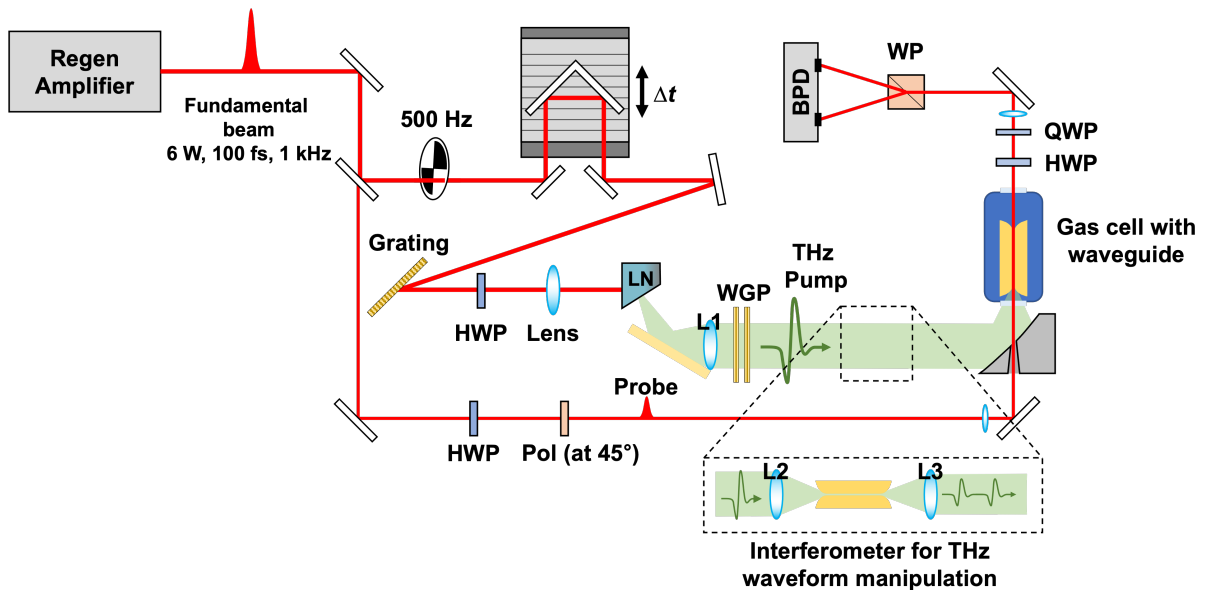 Regen
Amplifier
Fundamental
beam
6 W, 100 fs, 1 kHz
500 Hz
Δt
BPD
WP
QWP
HWP
Gas cell with
waveguide
Grating
HWP
Lens
LN
L1
WGP
THz
Pump
Probe
HWP
Pol (at 45°)
L2
L3
Interferometer for THz
waveform manipulation